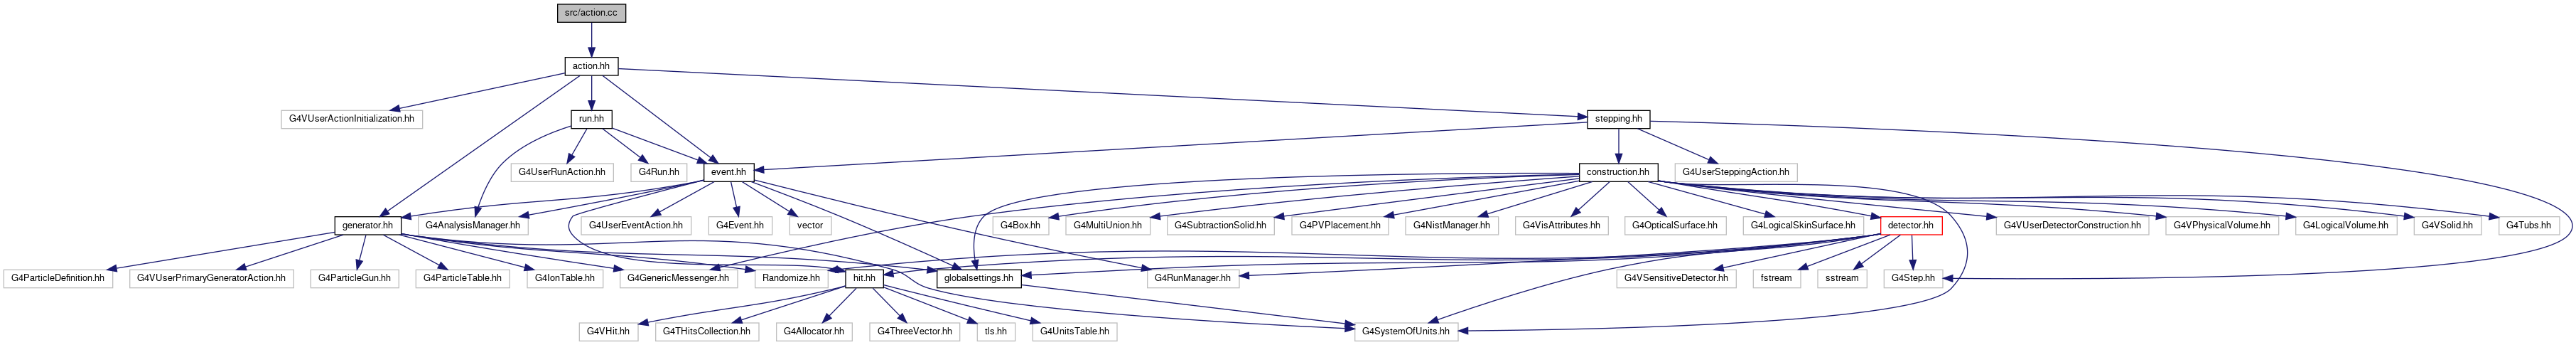 src/action.cc
action.hh
G4VUserActionInitialization.hh
run.hh
stepping.hh
G4UserRunAction.hh
G4Run.hh
event.hh
construction.hh
G4UserSteppingAction.hh
generator.hh
G4AnalysisManager.hh
G4UserEventAction.hh
G4Event.hh
vector
G4Box.hh
G4MultiUnion.hh
G4SubtractionSolid.hh
G4PVPlacement.hh
G4NistManager.hh
G4VisAttributes.hh
G4OpticalSurface.hh
G4LogicalSkinSurface.hh
detector.hh
G4VUserDetectorConstruction.hh
G4VPhysicalVolume.hh
G4LogicalVolume.hh
G4VSolid.hh
G4Tubs.hh
G4ParticleDefinition.hh
G4VUserPrimaryGeneratorAction.hh
G4ParticleGun.hh
G4ParticleTable.hh
G4IonTable.hh
G4GenericMessenger.hh
Randomize.hh
hit.hh
globalsettings.hh
G4RunManager.hh
G4VSensitiveDetector.hh
fstream
sstream
G4Step.hh
G4VHit.hh
G4THitsCollection.hh
G4Allocator.hh
G4ThreeVector.hh
tls.hh
G4UnitsTable.hh
G4SystemOfUnits.hh